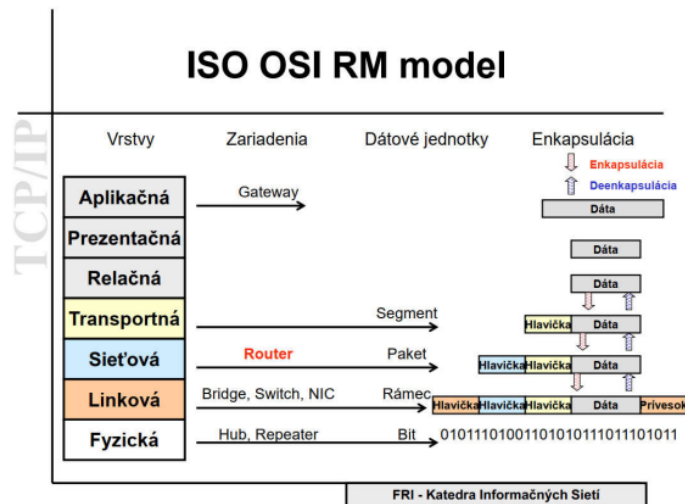 ISO OSI RM model
TCP/IP
Vrstvy Zariadenia Dátové jednotky Enkapsulácia
Enkapsulácia
Deenkapsulácia
Aplikačná Gateway Dáta
Prezentačná Dáta
Relačná Dáta
Transportná Segment Hlavička Dáta
Sieťová Router Paket Hlavička Hlavička Dáta
Linková Bridge, Switch, NIC Rámec Hlavička Hlavička Hlavička Dáta Prívesok
Fyzická Hub, Repeater Bit 0101110100110101011101110101011
FRI - Katedra Informačných Sietí